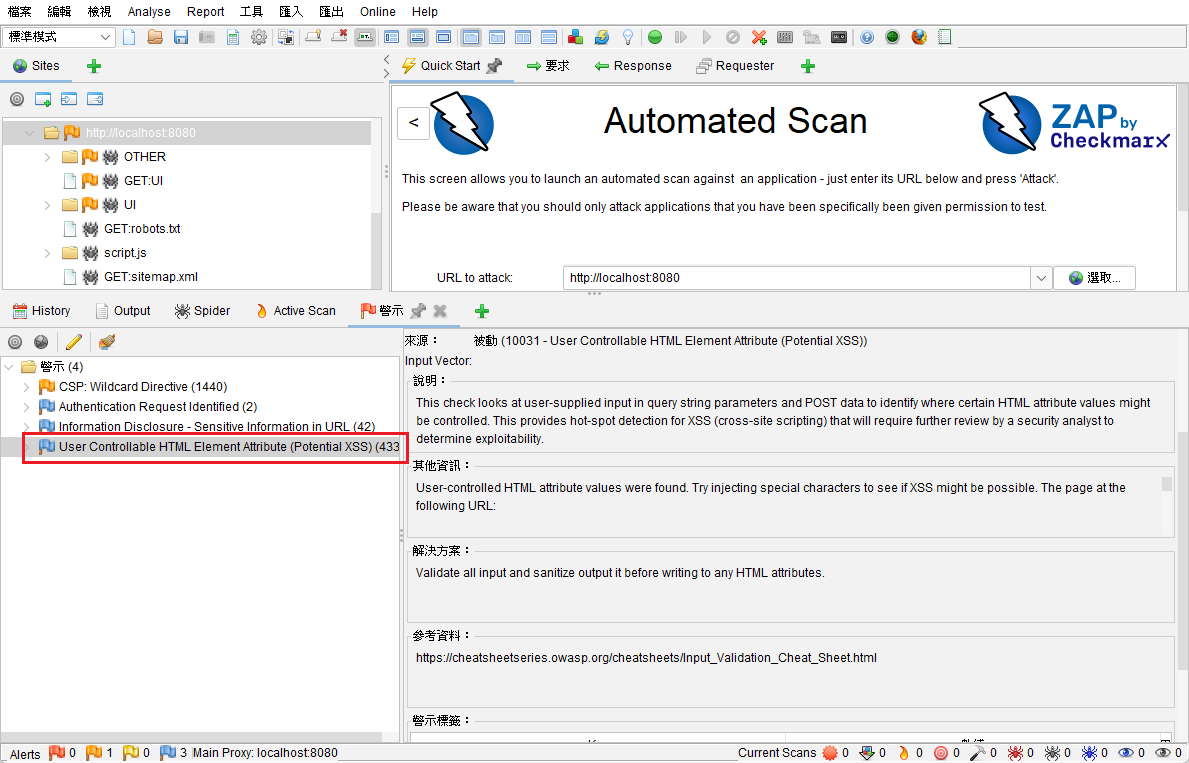 檔案 編輯 檢視 Analyse Report 工具 匯入 匯出 Online Help
標準模式
Sites
Quick Start 要求 Response Requester
http://localhost:8080
OTHER
GET:UI
UI
GET:robots.txt
script.js
GET:sitemap.xml
<
Automated Scan
ZAP by
Checkmarx
This screen allows you to launch an automated scan against an application - just enter its URL below and press 'Attack'.
Please be aware that you should only attack applications that you have been specifically been given permission to test.
URL to attack: http://localhost:8080 選取...
History Output Spider Active Scan 警示
警示 (4)
CSP: Wildcard Directive (1440)
Authentication Request Identified (2)
Information Disclosure - Sensitive Information in URL (42)
User Controllable HTML Element Attribute (Potential XSS) (433
來源： 被動 (10031 - User Controllable HTML Element Attribute (Potential XSS))
Input Vector:
說明：
This check looks at user-supplied input in query string parameters and POST data to identify where certain HTML attribute values might
be controlled. This provides hot-spot detection for XSS (cross-site scripting) that will require further review by a security analyst to
determine exploitability.
其他資訊：
User-controlled HTML attribute values were found. Try injecting special characters to see if XSS might be possible. The page at the
following URL:
解決方案：
Validate all input and sanitize output it before writing to any HTML attributes.
參考資料：
https://cheatsheetseries.owasp.org/cheatsheets/Input_Validation_Cheat_Sheet.html
警示標籤：
Alerts 0 1 0 3 Main Proxy: localhost:8080 Current Scans 0 0 0 0 0 0 0 0 0 0